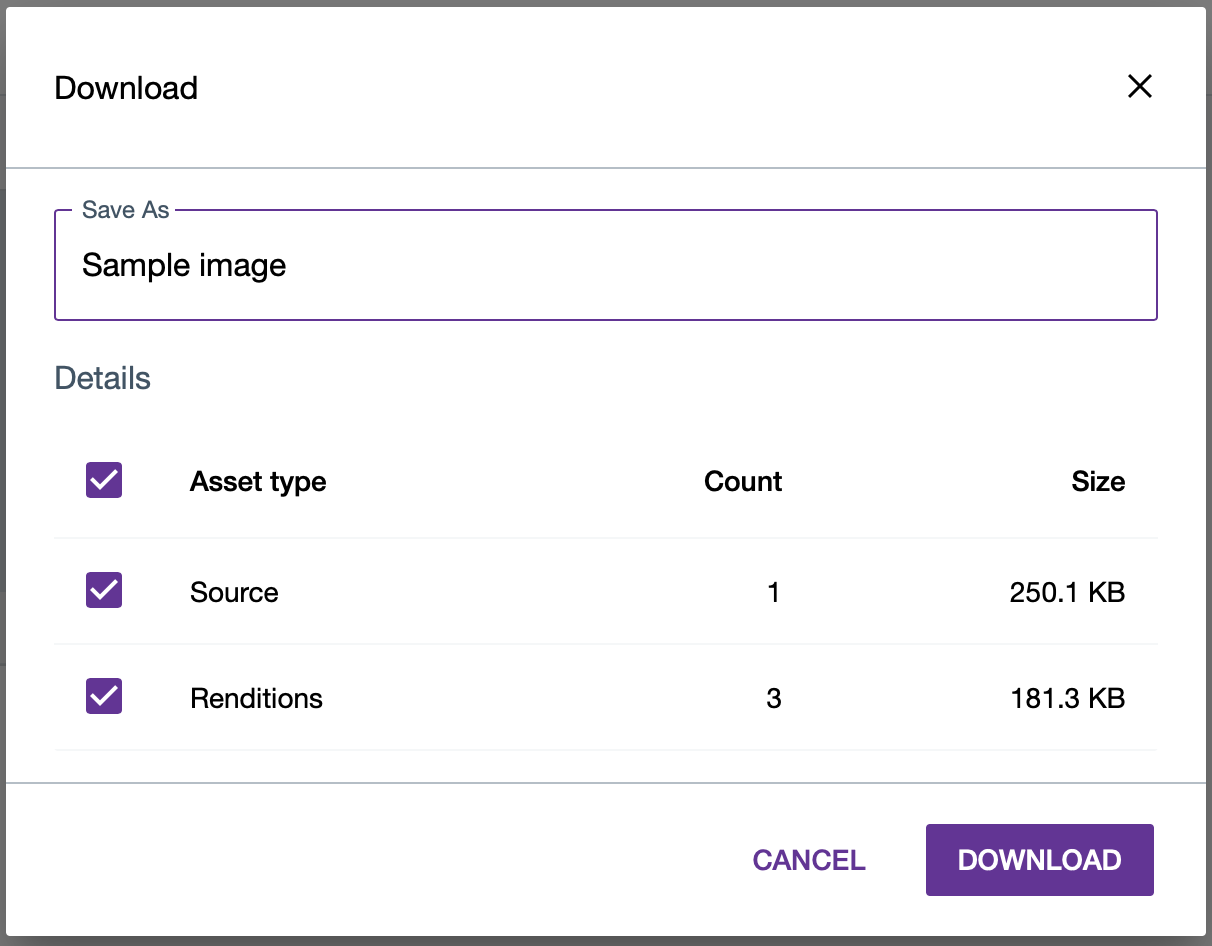 Download
Save As
Sample image
Details
Asset type Count Size
Source 1 250.1 KB
Renditions 3 181.3 KB
CANCEL DOWNLOAD